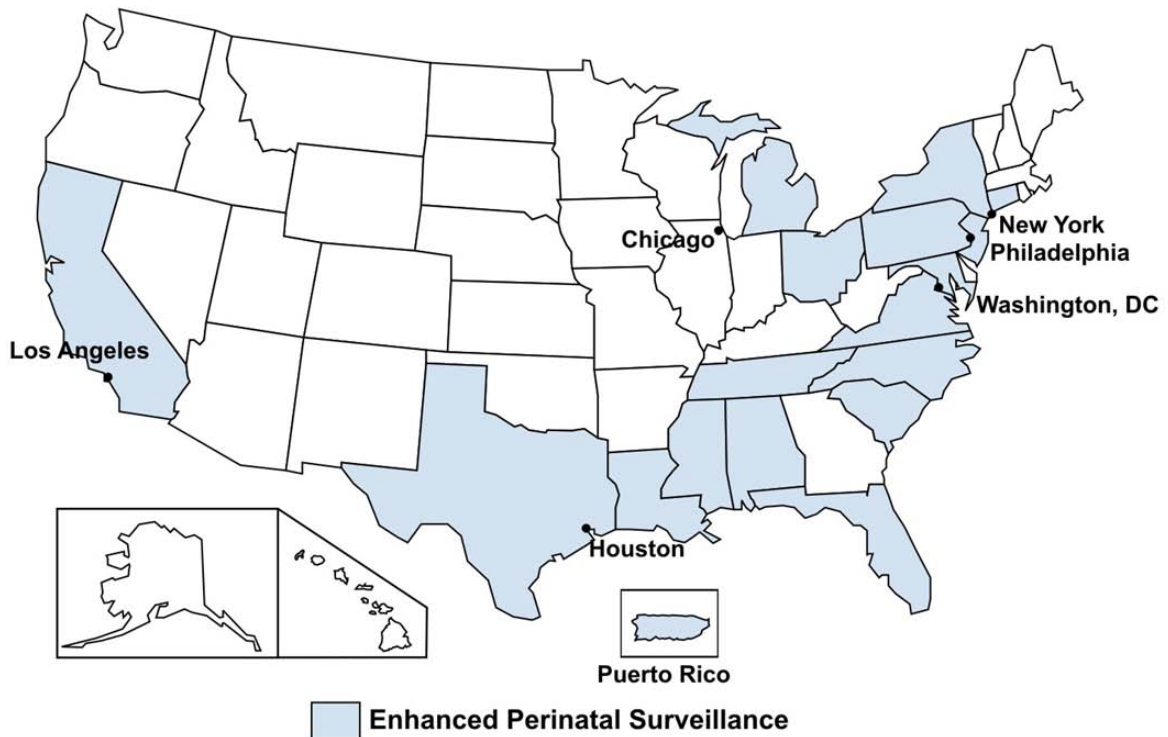 Chicago
New York
Philadelphia
Washington, DC
Los Angeles
Houston
Puerto Rico
Enhanced Perinatal Surveillance